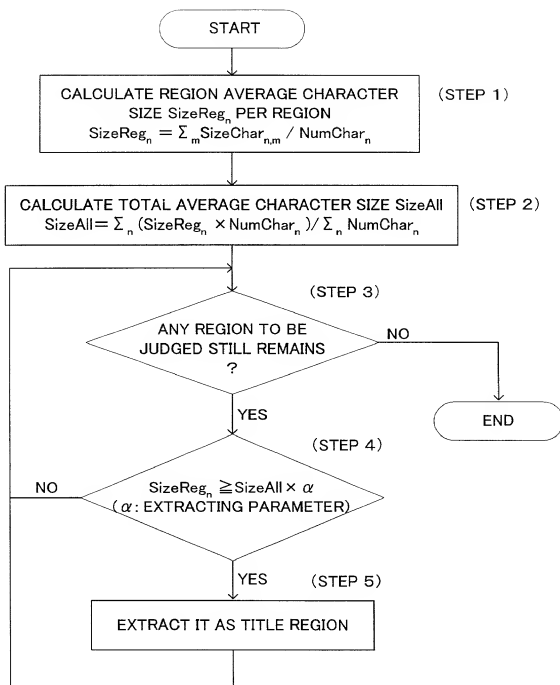 START
CALCULATE REGION AVERAGE CHARACTER
SIZE SizeRegₙ PER REGION
SizeRegₙ = Σₘ SizeCharₙ,ₘ / NumCharₙ
(STEP 1)
CALCULATE TOTAL AVERAGE CHARACTER SIZE SizeAll
SizeAll= Σₙ (SizeRegₙ × NumCharₙ)/ Σₙ NumCharₙ
(STEP 2)
(STEP 3)
ANY REGION TO BE
JUDGED STILL REMAINS
?
NO
END
YES
(STEP 4)
NO
SizeRegₙ ≧SizeAll× α
(α: EXTRACTING PARAMETER)
YES
(STEP 5)
EXTRACT IT AS TITLE REGION